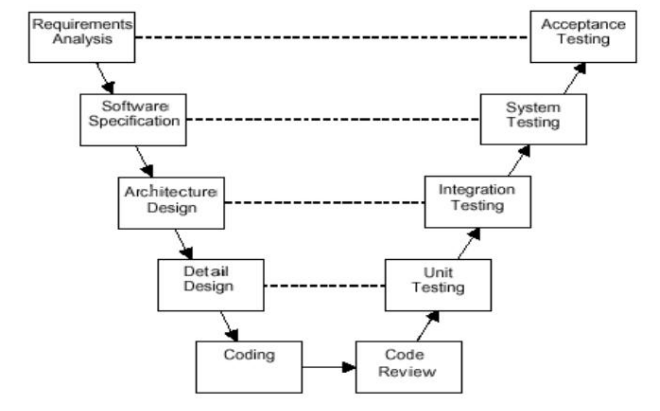 Requirements
Analysis
Acceptance
Testing
Software
Specification
System
Testing
Architecture
Design
Integration
Testing
Detail
Design
Unit
Testing
Coding
Code
Review